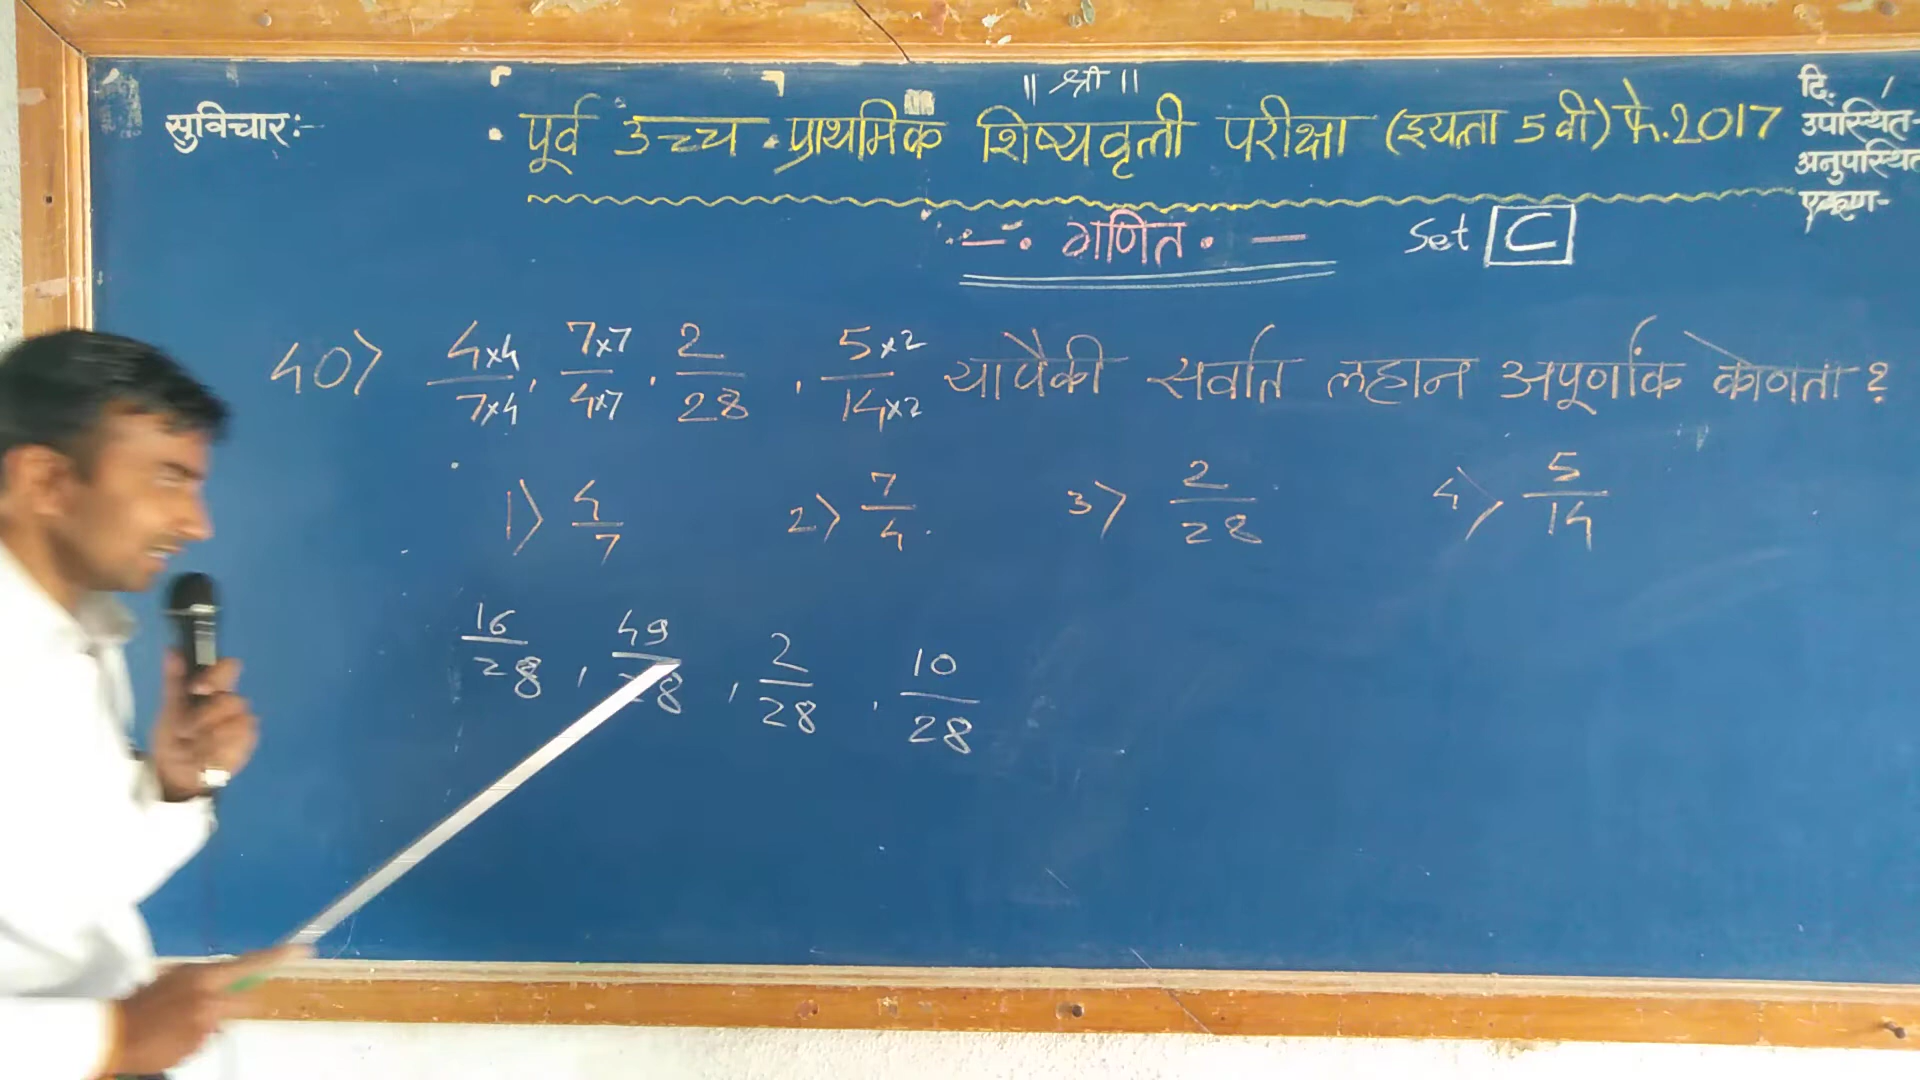 ॥ श्री ॥
सुविचार:-
पूर्व उच्च प्राथमिक शिष्यवृत्ती परीक्षा (इयत्ता 5 वी) फे. 2017
दि. /
उपस्थित-
अनुपस्थित
एकूण-
—. गणित. —
Set C
40) 4×4/7×4, 7×7/4×7, 2/28, 5×2/14×2 यापैकी सर्वात लहान अपूर्णांक कोणता ?
1) 4/7 2) 7/4 3) 2/28 4) 5/14
16/28, 49/28, 2/28, 10/28